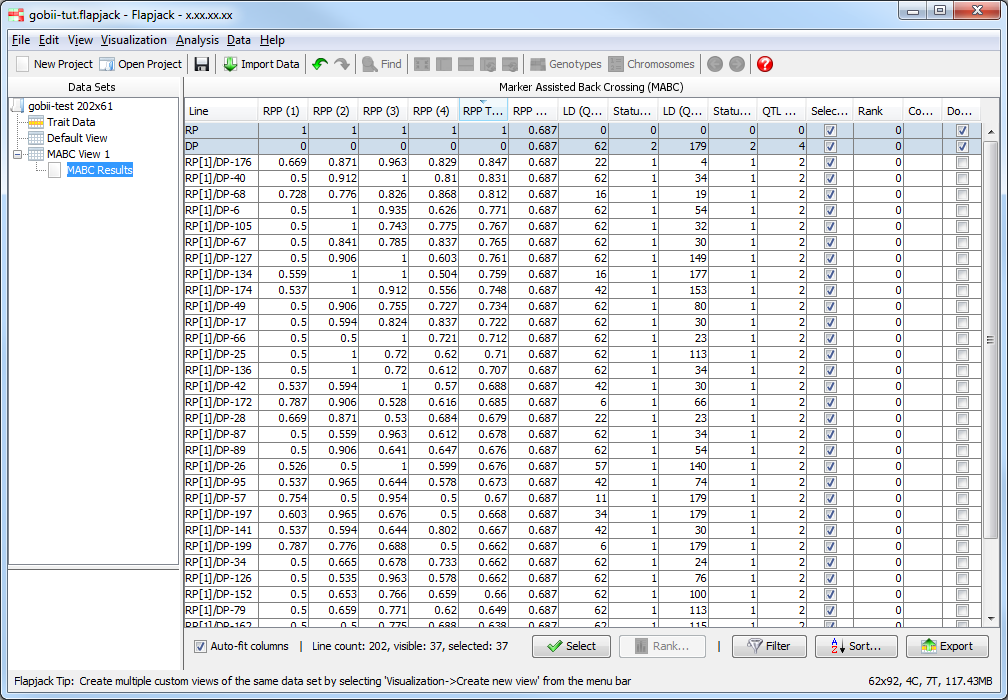 gobii-tut.flapjack - Flapjack - x.xx.xx.xx
File Edit View Visualization Analysis Data Help
New Project Open Project Import Data Find Genotypes Chromosomes ?
Data Sets
Marker Assisted Back Crossing (MABC)
gobii-test 202x61
Trait Data
Default View
MABC View 1
MABC Results
Line RPP (1) RPP (2) RPP (3) RPP (4) RPP T... RPP ... LD (Q... Statu... LD (Q... Statu... QTL ... Selec... Rank Co... Do...
RP 1 1 1 1 1 0.687 0 0 0 0 0 0
DP 0 0 0 0 0 0.687 62 2 179 2 4 0
RP[1]/DP-176 0.669 0.871 0.963 0.829 0.847 0.687 22 1 4 1 2 0
RP[1]/DP-40 0.5 0.912 1 0.81 0.831 0.687 62 1 34 1 2 0
RP[1]/DP-68 0.728 0.776 0.826 0.868 0.812 0.687 16 1 19 1 2 0
RP[1]/DP-6 0.5 1 0.935 0.626 0.771 0.687 62 1 54 1 2 0
RP[1]/DP-105 0.5 1 0.743 0.775 0.767 0.687 62 1 32 1 2 0
RP[1]/DP-67 0.5 0.841 0.785 0.837 0.765 0.687 62 1 30 1 2 0
RP[1]/DP-127 0.5 0.906 1 0.603 0.761 0.687 62 1 149 1 2 0
RP[1]/DP-134 0.559 1 1 0.504 0.759 0.687 16 1 177 1 2 0
RP[1]/DP-174 0.537 1 0.912 0.556 0.748 0.687 42 1 153 1 2 0
RP[1]/DP-49 0.5 0.906 0.755 0.727 0.734 0.687 62 1 80 1 2 0
RP[1]/DP-17 0.5 0.594 0.824 0.837 0.722 0.687 62 1 30 1 2 0
RP[1]/DP-66 0.5 0.5 1 0.721 0.712 0.687 62 1 23 1 2 0
RP[1]/DP-25 0.5 1 0.72 0.62 0.71 0.687 62 1 113 1 2 0
RP[1]/DP-136 0.5 1 0.72 0.612 0.707 0.687 62 1 34 1 2 0
RP[1]/DP-42 0.537 0.594 1 0.57 0.688 0.687 42 1 30 1 2 0
RP[1]/DP-172 0.787 0.906 0.528 0.616 0.685 0.687 6 1 66 1 2 0
RP[1]/DP-28 0.669 0.871 0.53 0.684 0.679 0.687 22 1 23 1 2 0
RP[1]/DP-87 0.5 0.559 0.963 0.612 0.678 0.687 62 1 34 1 2 0
RP[1]/DP-89 0.5 0.906 0.641 0.647 0.676 0.687 62 1 54 1 2 0
RP[1]/DP-26 0.526 0.5 1 0.599 0.676 0.687 57 1 140 1 2 0
RP[1]/DP-95 0.537 0.965 0.644 0.578 0.673 0.687 42 1 74 1 2 0
RP[1]/DP-57 0.754 0.5 0.954 0.5 0.67 0.687 11 1 179 1 2 0
RP[1]/DP-197 0.603 0.965 0.676 0.5 0.668 0.687 34 1 179 1 2 0
RP[1]/DP-141 0.537 0.594 0.644 0.802 0.667 0.687 42 1 30 1 2 0
RP[1]/DP-199 0.787 0.776 0.688 0.5 0.662 0.687 6 1 179 1 2 0
RP[1]/DP-34 0.5 0.665 0.678 0.733 0.662 0.687 62 1 24 1 2 0
RP[1]/DP-126 0.5 0.535 0.963 0.578 0.662 0.687 62 1 76 1 2 0
RP[1]/DP-152 0.5 0.653 0.766 0.659 0.66 0.687 62 1 100 1 2 0
RP[1]/DP-79 0.5 0.659 0.771 0.62 0.649 0.687 62 1 113 1 2 0
RP[1]/DP-162 0.5 0.5 0.775 0.688 0.638 0.687 62 1 115 1 2 0
Auto-fit columns | Line count: 202, visible: 37, selected: 37 Select Rank... | Filter Sort... Export
Flapjack Tip: Create multiple custom views of the same data set by selecting 'Visualization->Create new view' from the menu bar 62x92, 4C, 7T, 117.43MB